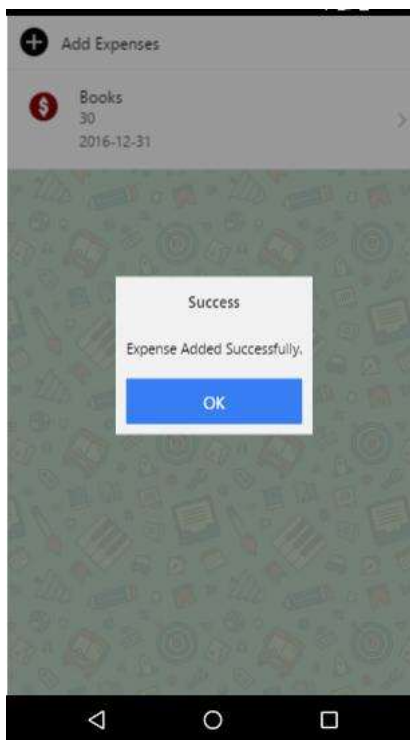 Add Expenses
Books
30
2016-12-31
Success
Expense Added Successfully.
OK